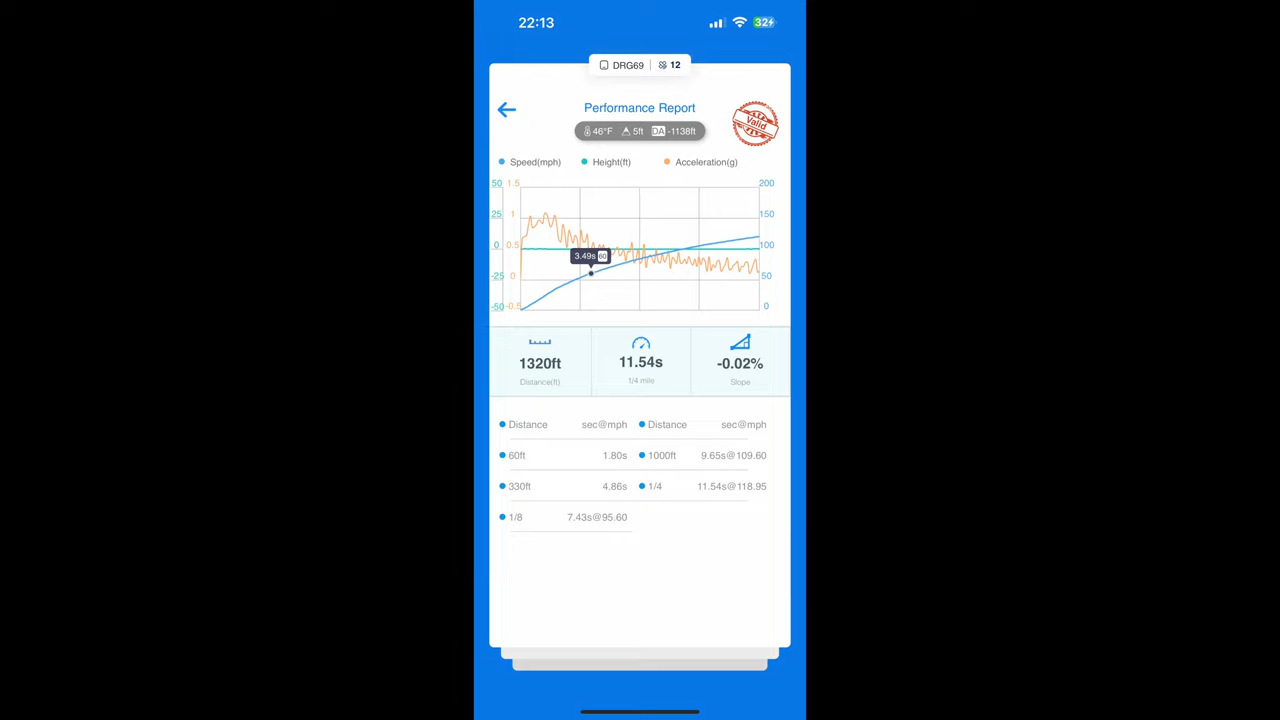 22:13
32
DRG69 12
Performance Report
Valid
46°F 5ft DA -1138ft
Speed(mph) Height(ft) Acceleration(g)
50 1.5 200
25 1 150
0 0.5 100
-25 0 50
-50 -0.5 0
3.49s 60
1320ft 11.54s -0.02%
Distance(ft) 1/4 mile Slope
Distance sec@mph Distance sec@mph
60ft 1.80s 1000ft 9.65s@109.60
330ft 4.86s 1/4 11.54s@118.95
1/8 7.43s@95.60